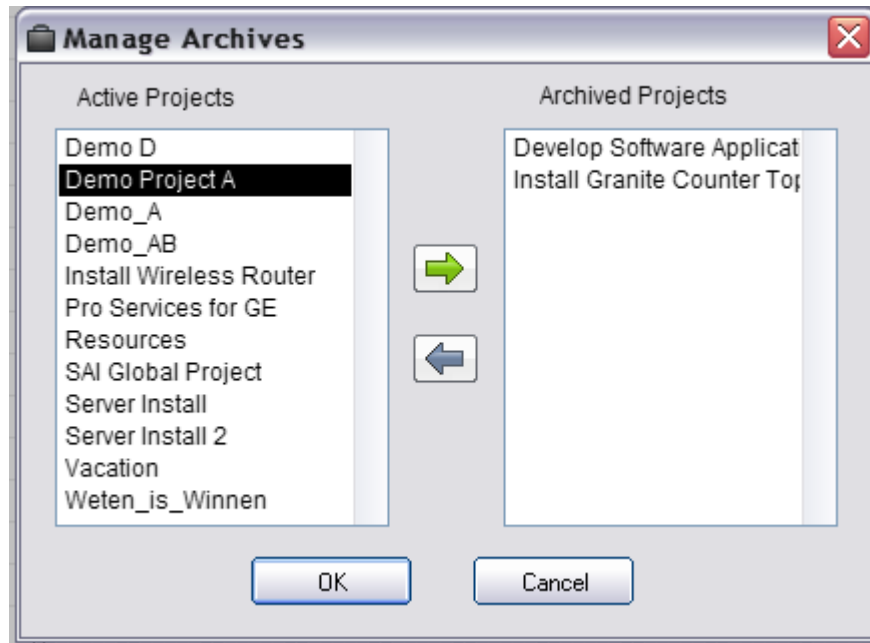 Manage Archives
Active Projects
Archived Projects
Demo D
Demo Project A
Demo_A
Demo_AB
Install Wireless Router
Pro Services for GE
Resources
SAI Global Project
Server Install
Server Install 2
Vacation
Weten_is_Winnen
Develop Software Applicat
Install Granite Counter Top
OK
Cancel